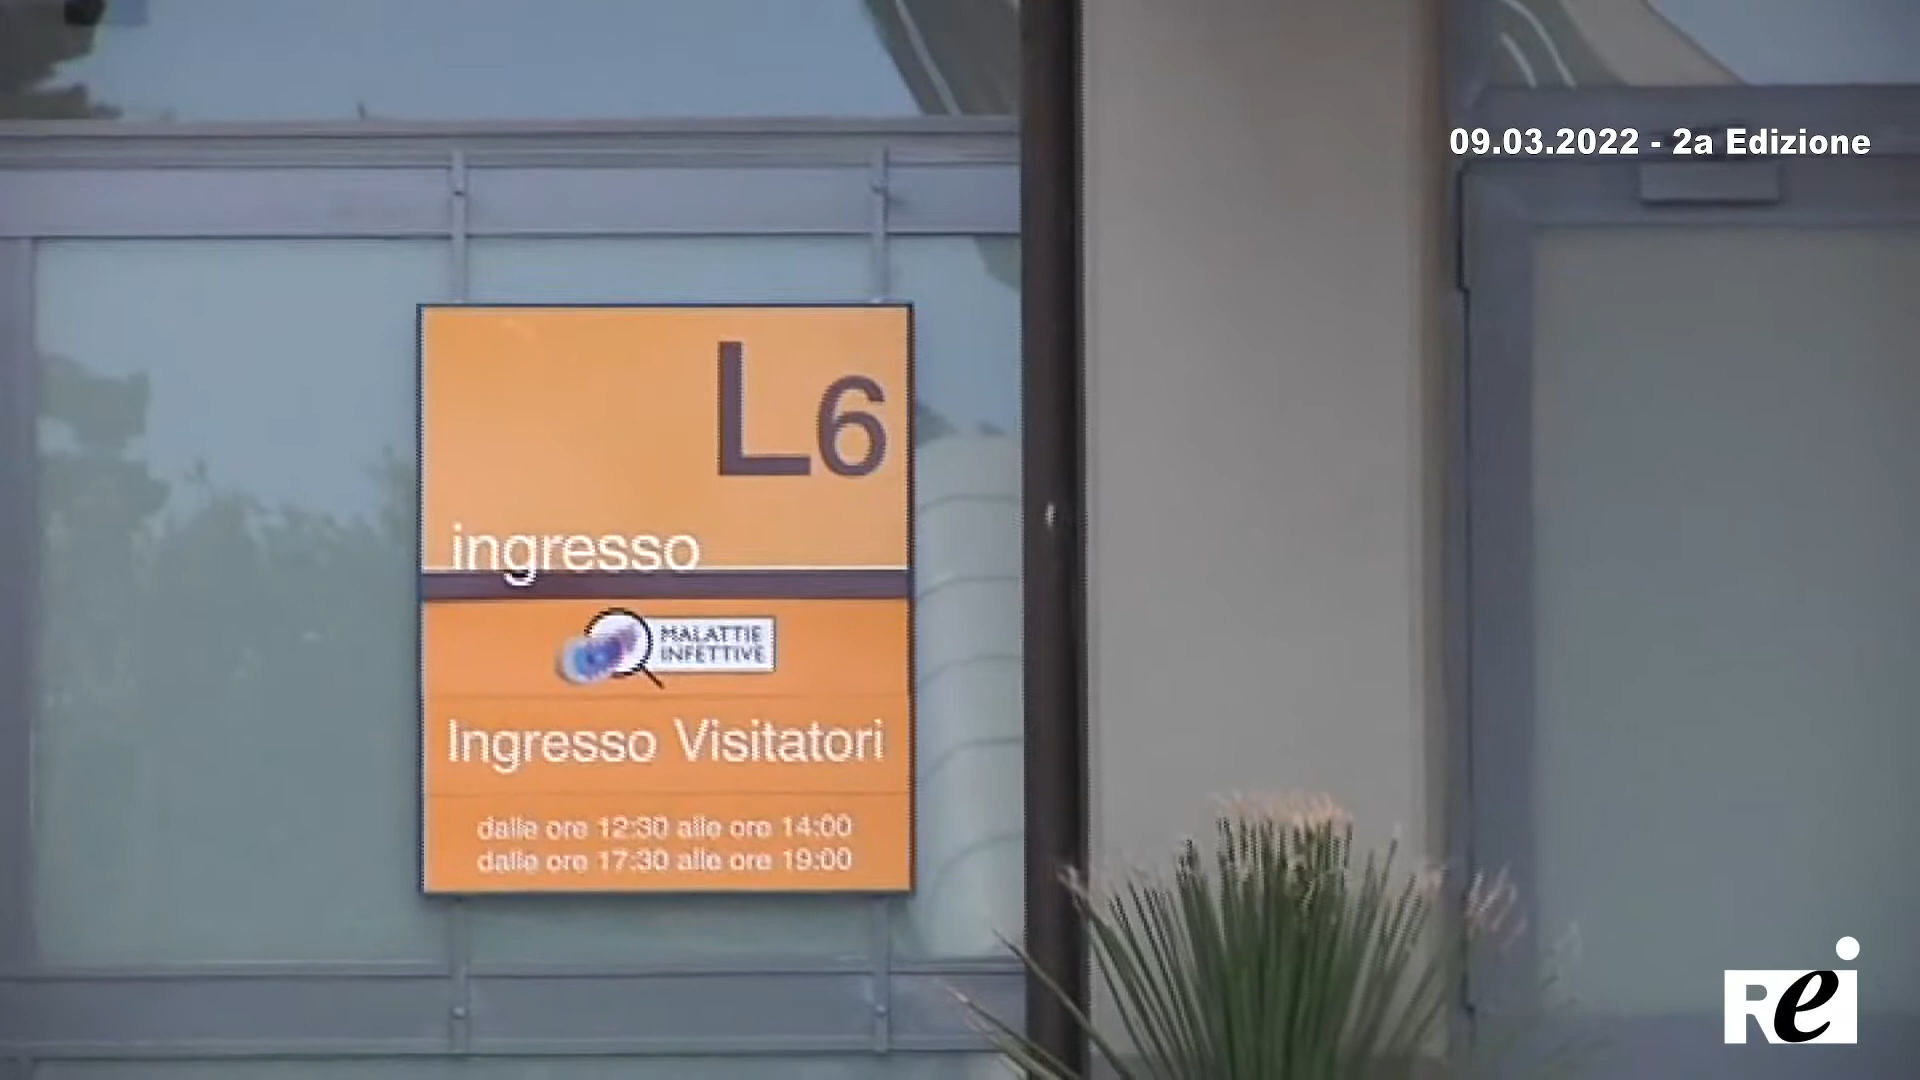 09.03.2022 - 2a Edizione
L6
ingresso
MALATTIE
INFETTIVE
Ingresso Visitatori
dalle ore 12:30 alle ore 14:00
dalle ore 17:30 alle ore 19:00
Rei